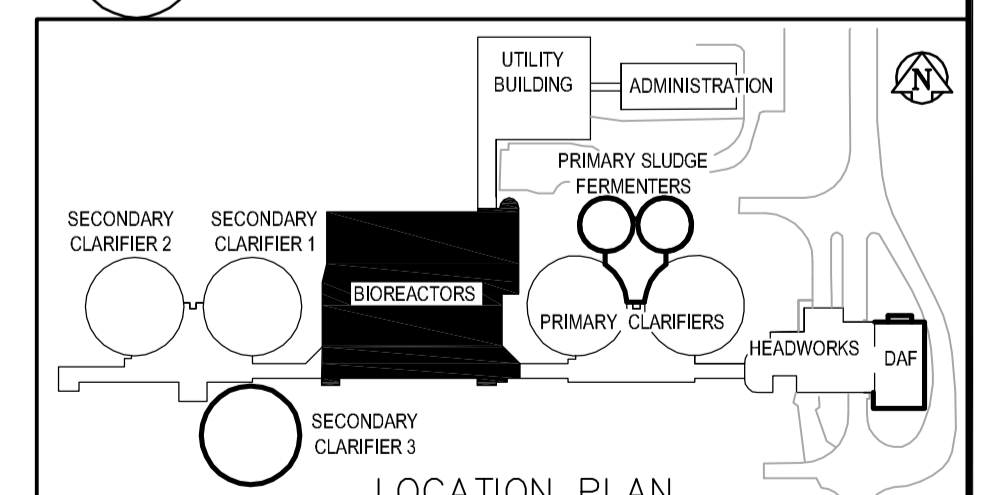 UTILITY
BUILDING
ADMINISTRATION
N
PRIMARY SLUDGE
FERMENTERS
SECONDARY
CLARIFIER 2
SECONDARY
CLARIFIER 1
BIOREACTORS
PRIMARY CLARIFIERS
HEADWORKS
DAF
SECONDARY
CLARIFIER 3
LOCATION PLAN